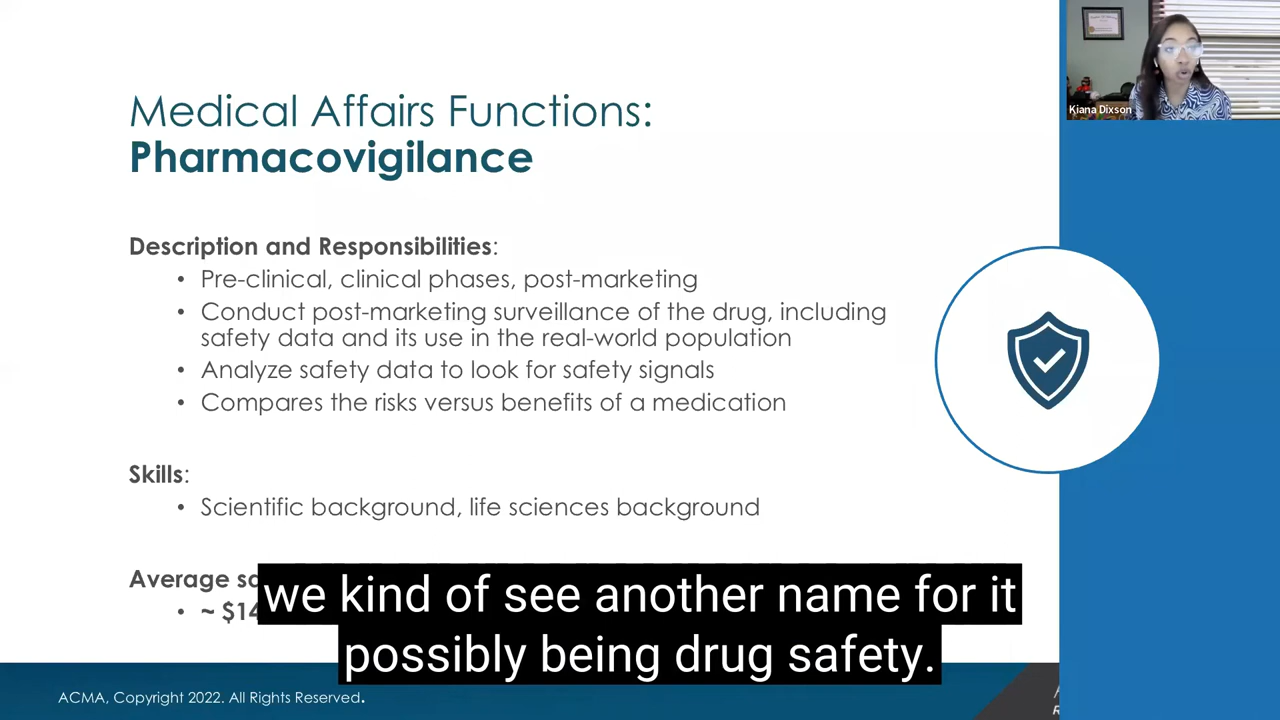 Medical Affairs Functions:
Pharmacovigilance
Kiana Dixson
Description and Responsibilities:
• Pre-clinical, clinical phases, post-marketing
• Conduct post-marketing surveillance of the drug, including
safety data and its use in the real-world population
• Analyze safety data to look for safety signals
• Compares the risks versus benefits of a medication
Skills:
• Scientific background, life sciences background
Average
• ~ $14
we kind of see another name for it
possibly being drug safety.
ACMA, Copyright 2022. All Rights Reserved.